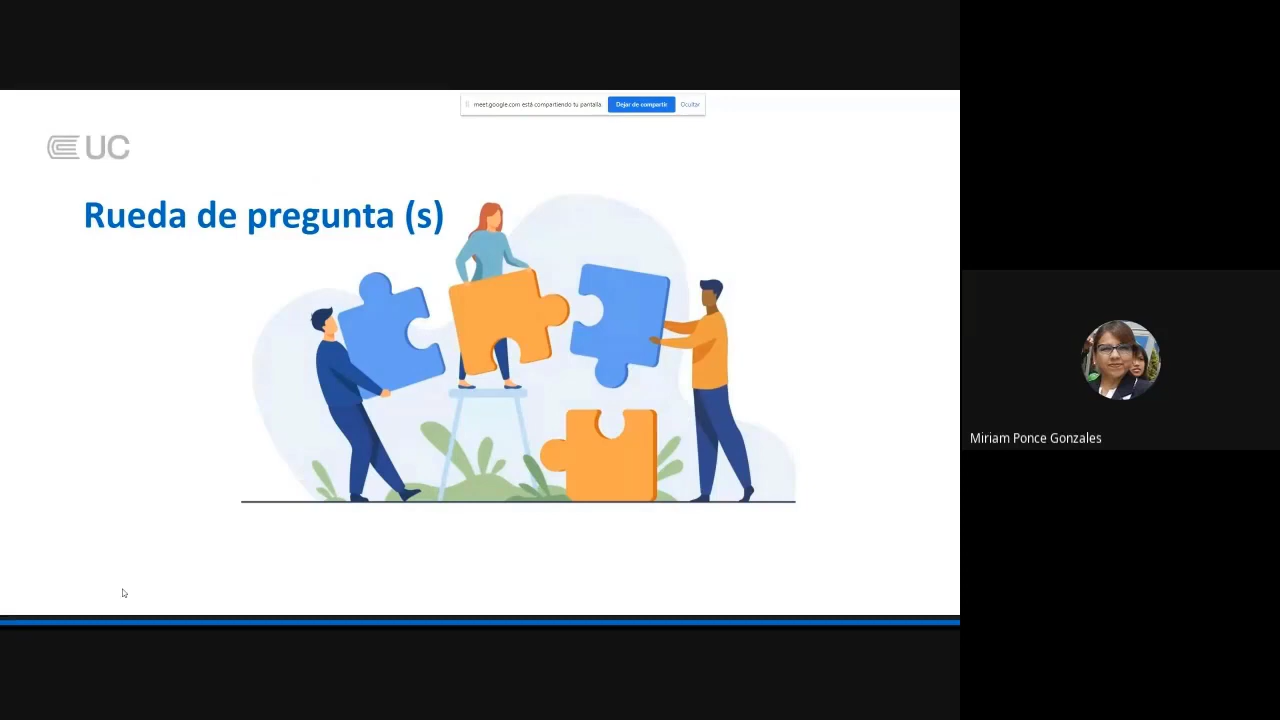 meet.google.com está compartiendo tu pantalla.
Dejar de compartir
Ocultar
UC
Rueda de pregunta (s)
Miriam Ponce Gonzales